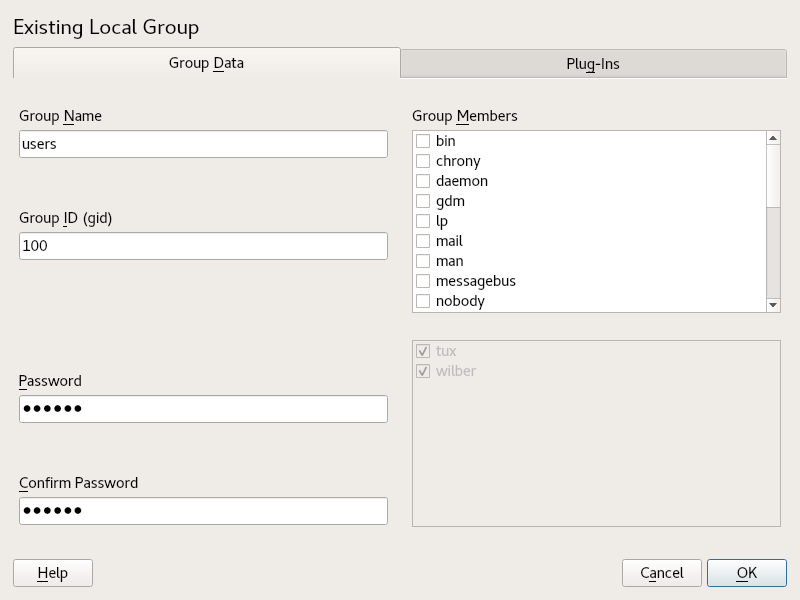 Existing Local Group
Group Data
Plug-Ins
Group Name
users
Group ID (gid)
100
Password
●●●●●●
Confirm Password
●●●●●●
Group Members
bin
chrony
daemon
gdm
lp
mail
man
messagebus
nobody
tux
wilber
Help
Cancel
OK